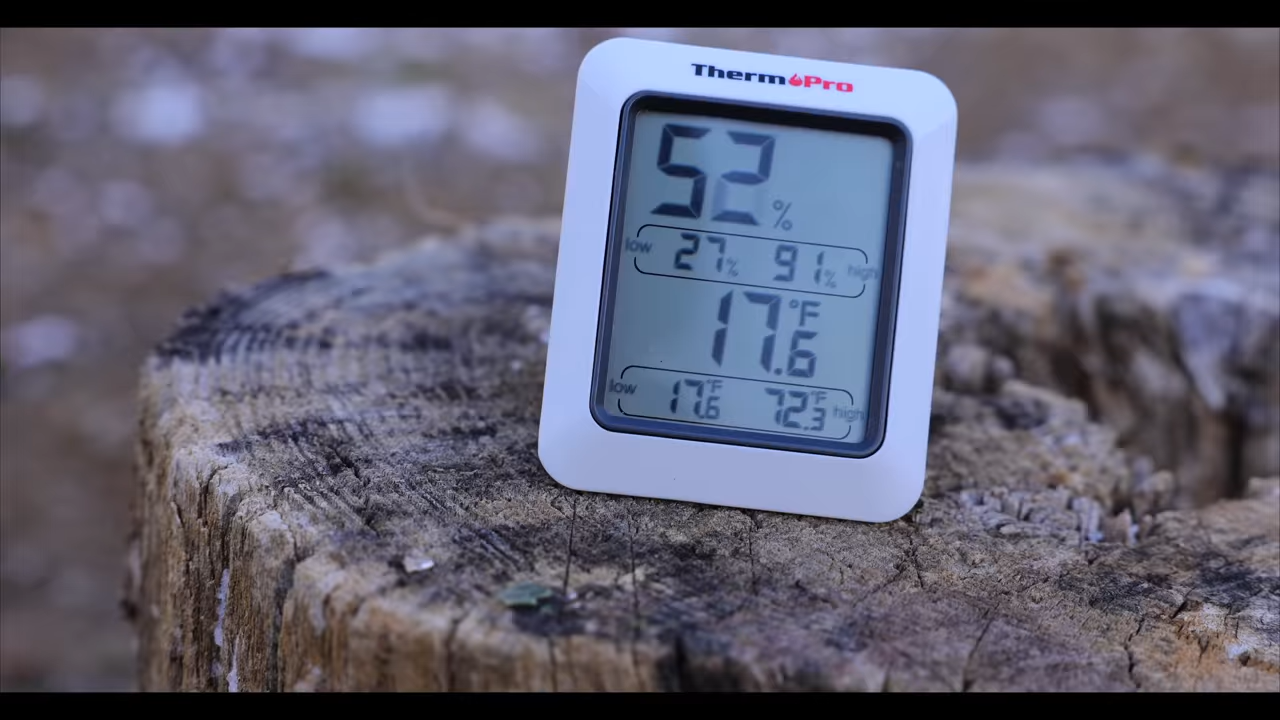 ThermoPro
52%
low 27% 91% high
17.6°F
low 17.6°F 72.3°F high